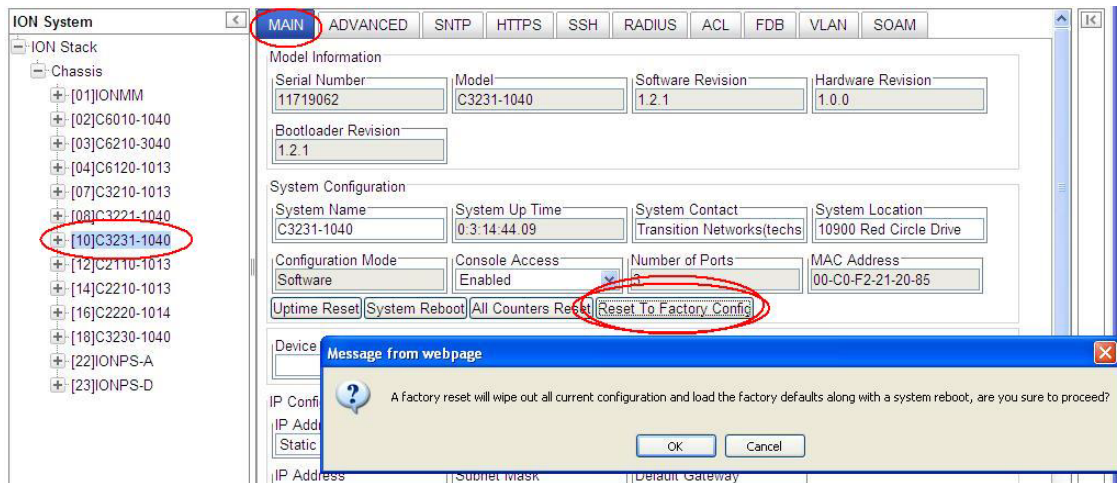 ION System
ION Stack
Chassis
[01]IONMM
[02]C6010-1040
[03]C6210-3040
[04]C6120-1013
[07]C3210-1013
[08]C3221-1040
[10]C3231-1040
[12]C2110-1013
[14]C2210-1013
[16]C2220-1014
[18]C3230-1040
[22]IONPS-A
[23]IONPS-D
MAIN ADVANCED SNTP HTTPS SSH RADIUS ACL FDB VLAN SOAM
Model Information
Serial Number Model Software Revision Hardware Revision
11719062 C3231-1040 1.2.1 1.0.0
Bootloader Revision
1.2.1
System Configuration
System Name System Up Time System Contact System Location
C3231-1040 0:3:14:44.09 Transition Networks(techs 10900 Red Circle Drive
Configuration Mode Console Access Number of Ports MAC Address
Software Enabled 3 00-C0-F2-21-20-85
Uptime Reset System Reboot All Counters Reset Reset To Factory Config
Device
Message from webpage
A factory reset will wipe out all current configuration and load the factory defaults along with a system reboot, are you sure to proceed?
OK Cancel
IP Confi
IP Addr
Static
IP Address Subnet Mask Default Gateway